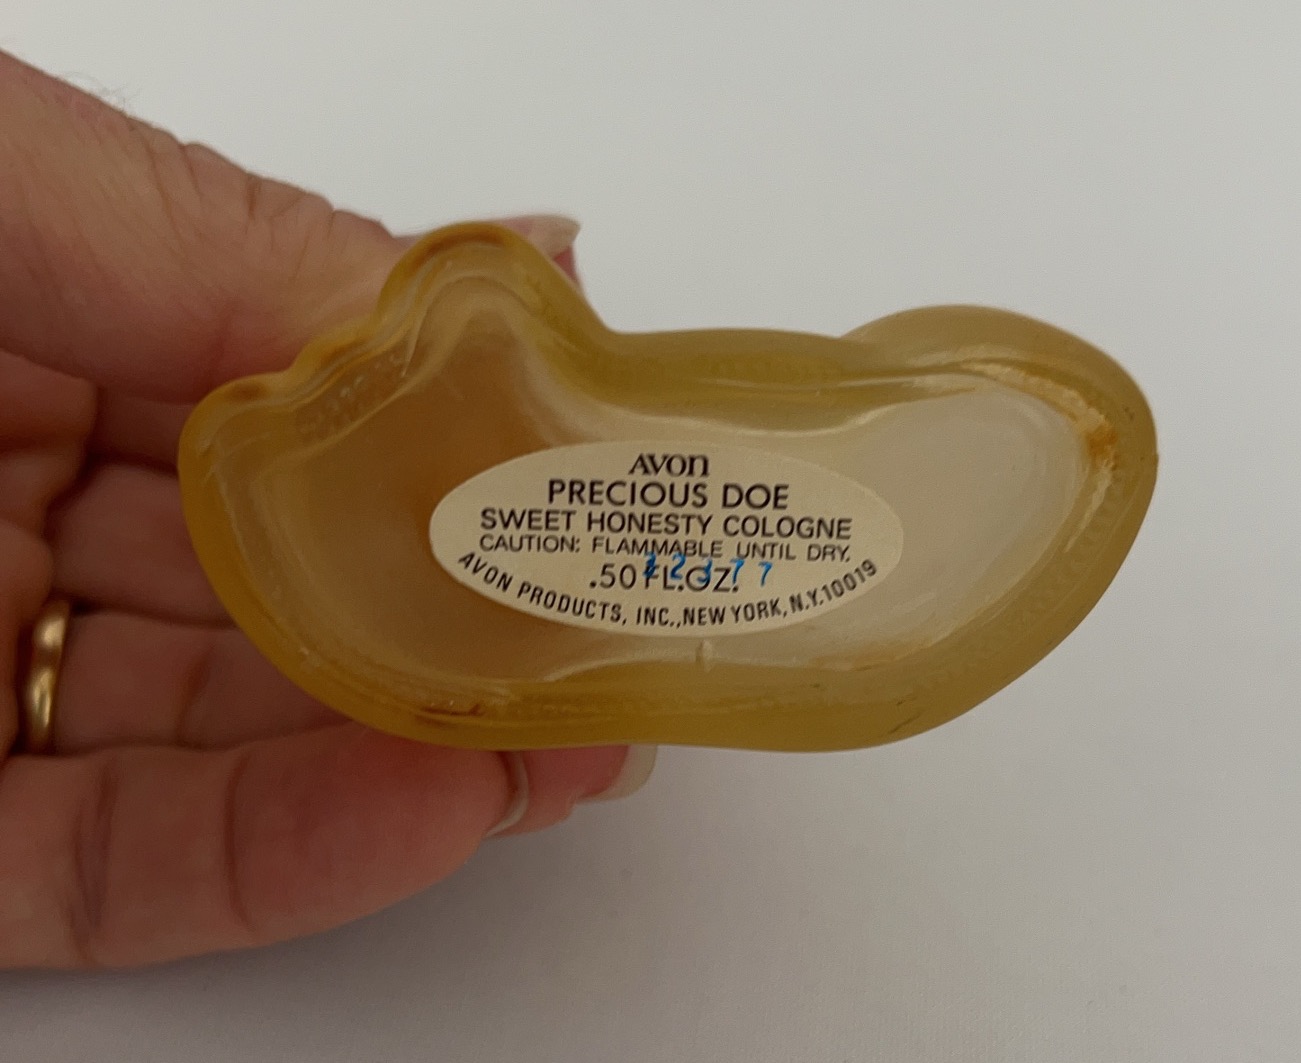 AVON
PRECIOUS DOE
SWEET HONESTY COLOGNE
CAUTION: FLAMMABLE UNTIL DRY.
.50 FL.OZ.
AVON PRODUCTS, INC., NEW YORK, N.Y. 10019